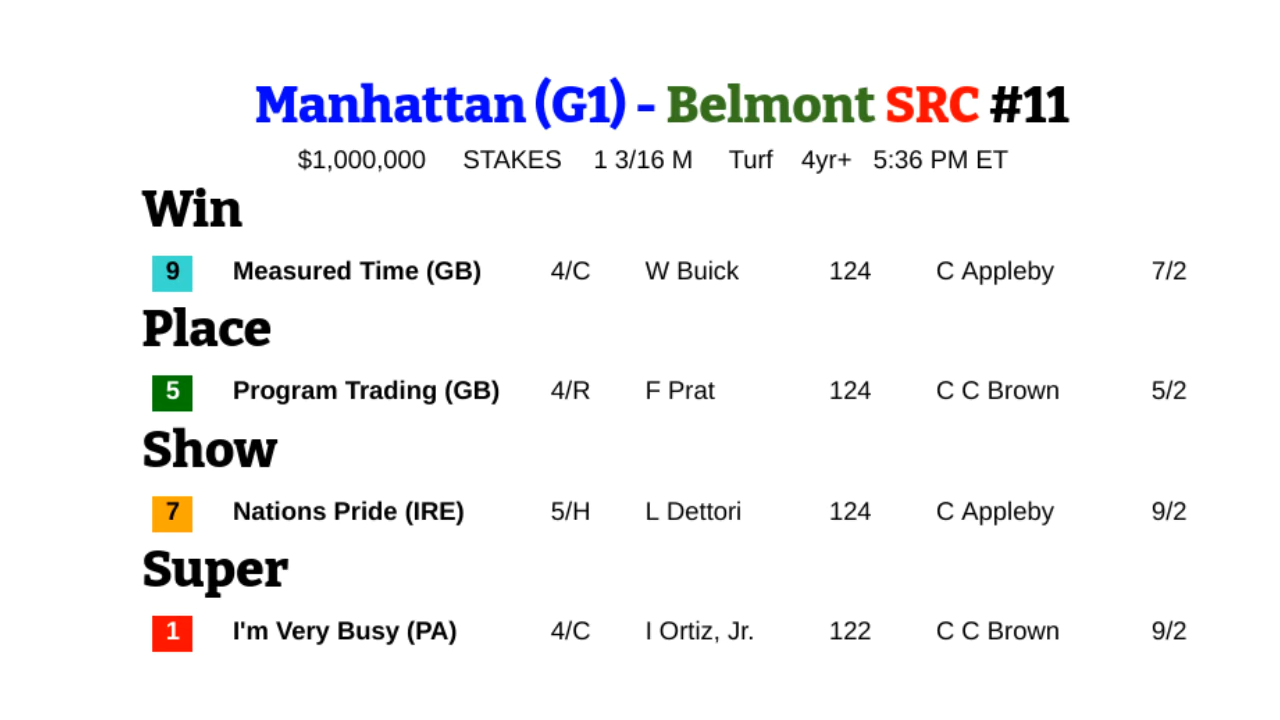 Manhattan (G1) - Belmont SRC #11
$1,000,000 STAKES 1 3/16 M Turf 4yr+ 5:36 PM ET
Win
9 Measured Time (GB) 4/C W Buick 124 C Appleby 7/2
Place
5 Program Trading (GB) 4/R F Prat 124 C C Brown 5/2
Show
7 Nations Pride (IRE) 5/H L Dettori 124 C Appleby 9/2
Super
1 I'm Very Busy (PA) 4/C I Ortiz, Jr. 122 C C Brown 9/2